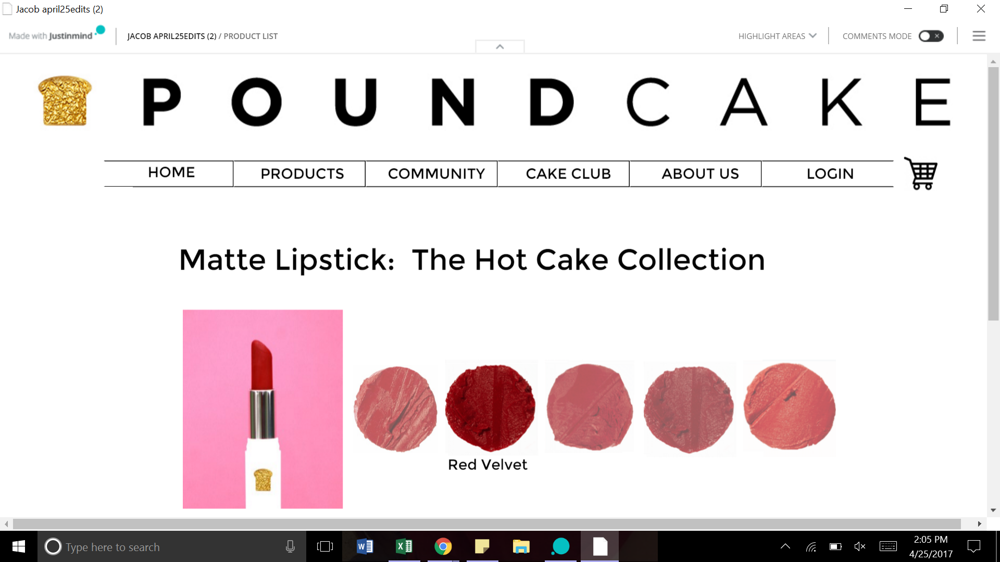 Jacob april25edits (2)
Made with Justinmind
JACOB APRIL25EDITS (2) / PRODUCT LIST
HIGHLIGHT AREAS
COMMENTS MODE
POUNDCAKE
HOME
PRODUCTS
COMMUNITY
CAKE CLUB
ABOUT US
LOGIN
Matte Lipstick:  The Hot Cake Collection
Red Velvet
Type here to search
2:05 PM
4/25/2017